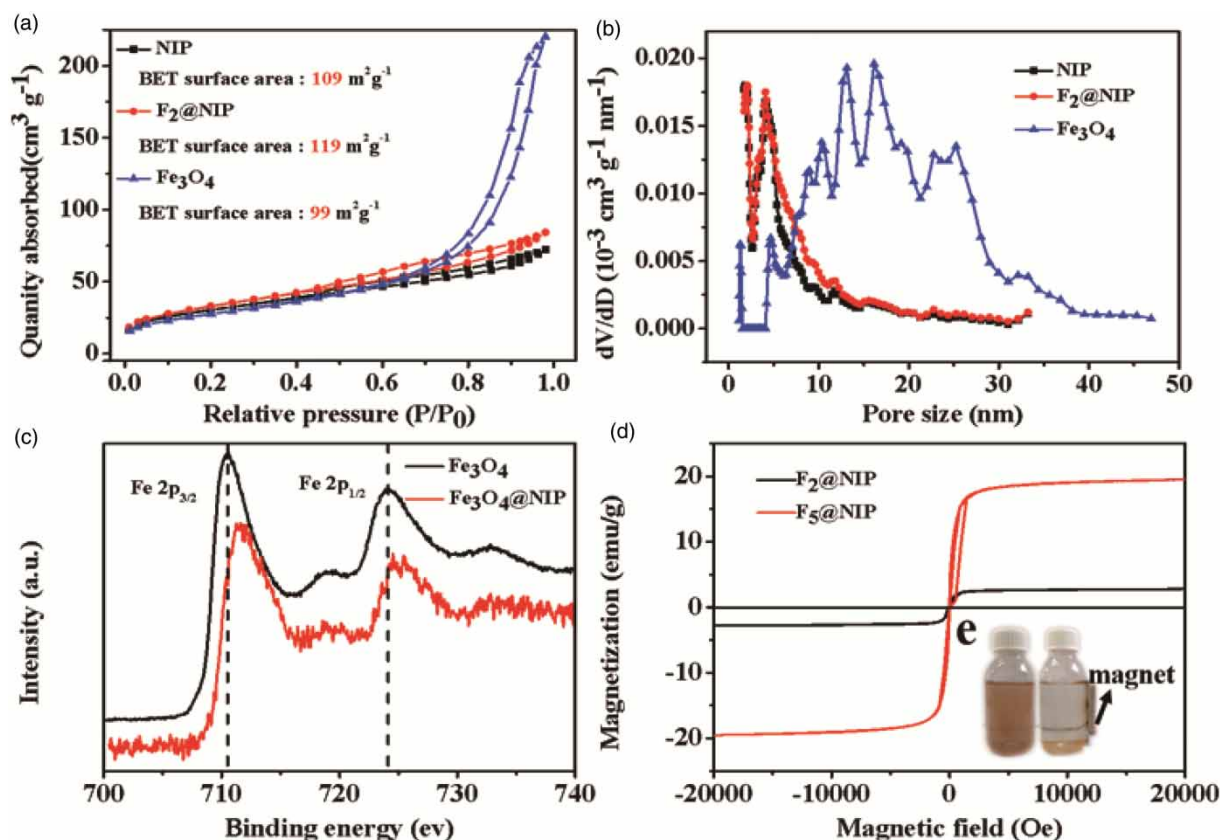 (a)
NIP
BET surface area : 109 m²g⁻¹
F₂@NIP
BET surface area : 119 m²g⁻¹
Fe₃O₄
BET surface area : 99 m²g⁻¹
Quanity absorbed(cm³ g⁻¹)
200
150
100
50
0
0.0 0.2 0.4 0.6 0.8 1.0
Relative pressure (P/P₀)
(b)
NIP
F₂@NIP
Fe₃O₄
dV/dD (10⁻³ cm³ g⁻¹ nm⁻¹)
0.020
0.015
0.010
0.005
0.000
0 10 20 30 40 50
Pore size (nm)
(c)
Fe 2p₃/₂
Fe 2p₁/₂
Fe₃O₄
Fe₃O₄@NIP
Intensity (a.u.)
700 710 720 730 740
Binding energy (ev)
(d)
F₂@NIP
F₅@NIP
Magnetization (emu/g)
20
10
0
-10
-20
e
magnet
-20000 -10000 0 10000 20000
Magnetic field (Oe)